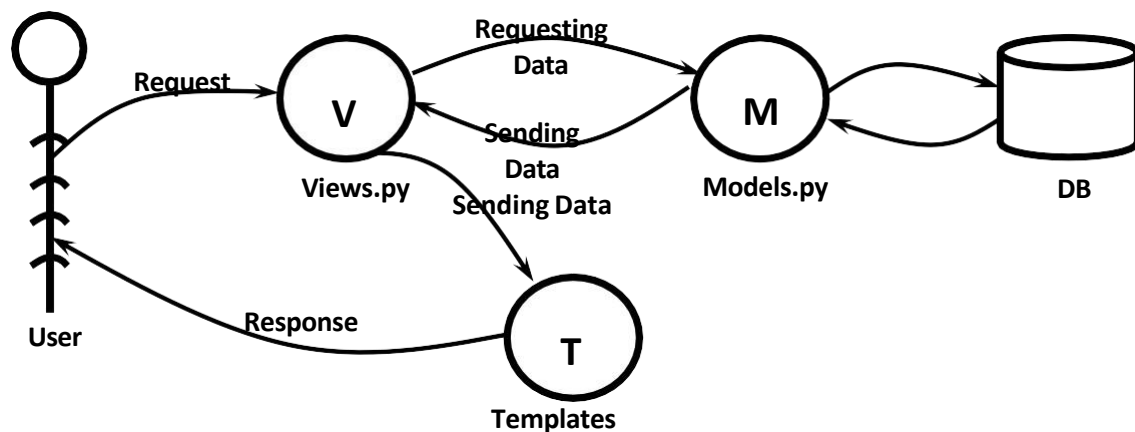 Requesting
Data
Request
V
M
Sending
Data
Views.py
Models.py
DB
Sending Data
Response
User
T
Templates